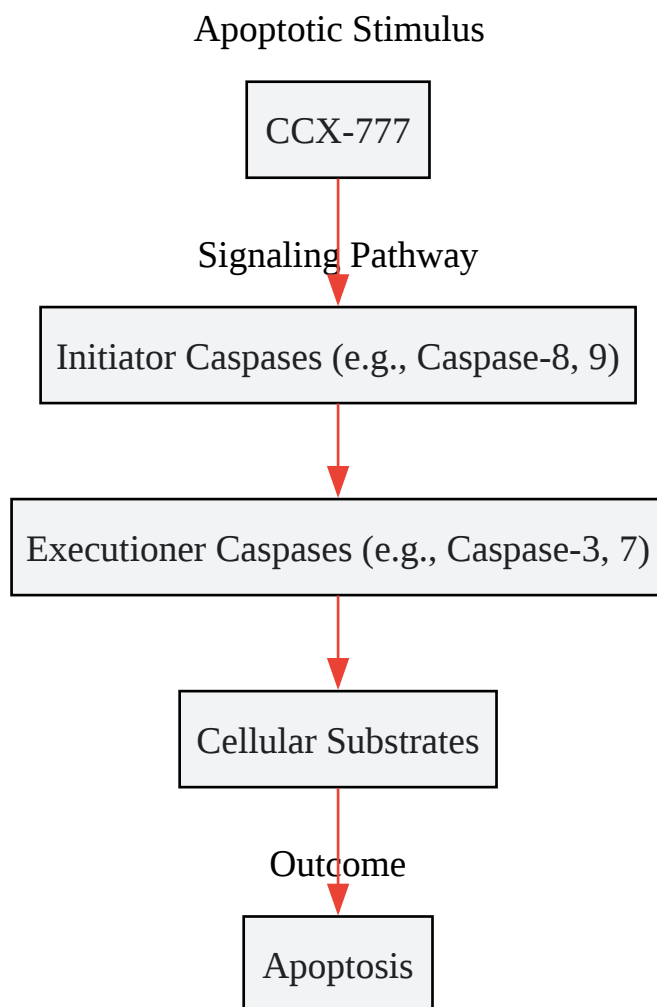 Apoptotic Stimulus
CCX-777
Signaling Pathway
Initiator Caspases (e.g., Caspase-8, 9)
Executioner Caspases (e.g., Caspase-3, 7)
Cellular Substrates
Outcome
Apoptosis